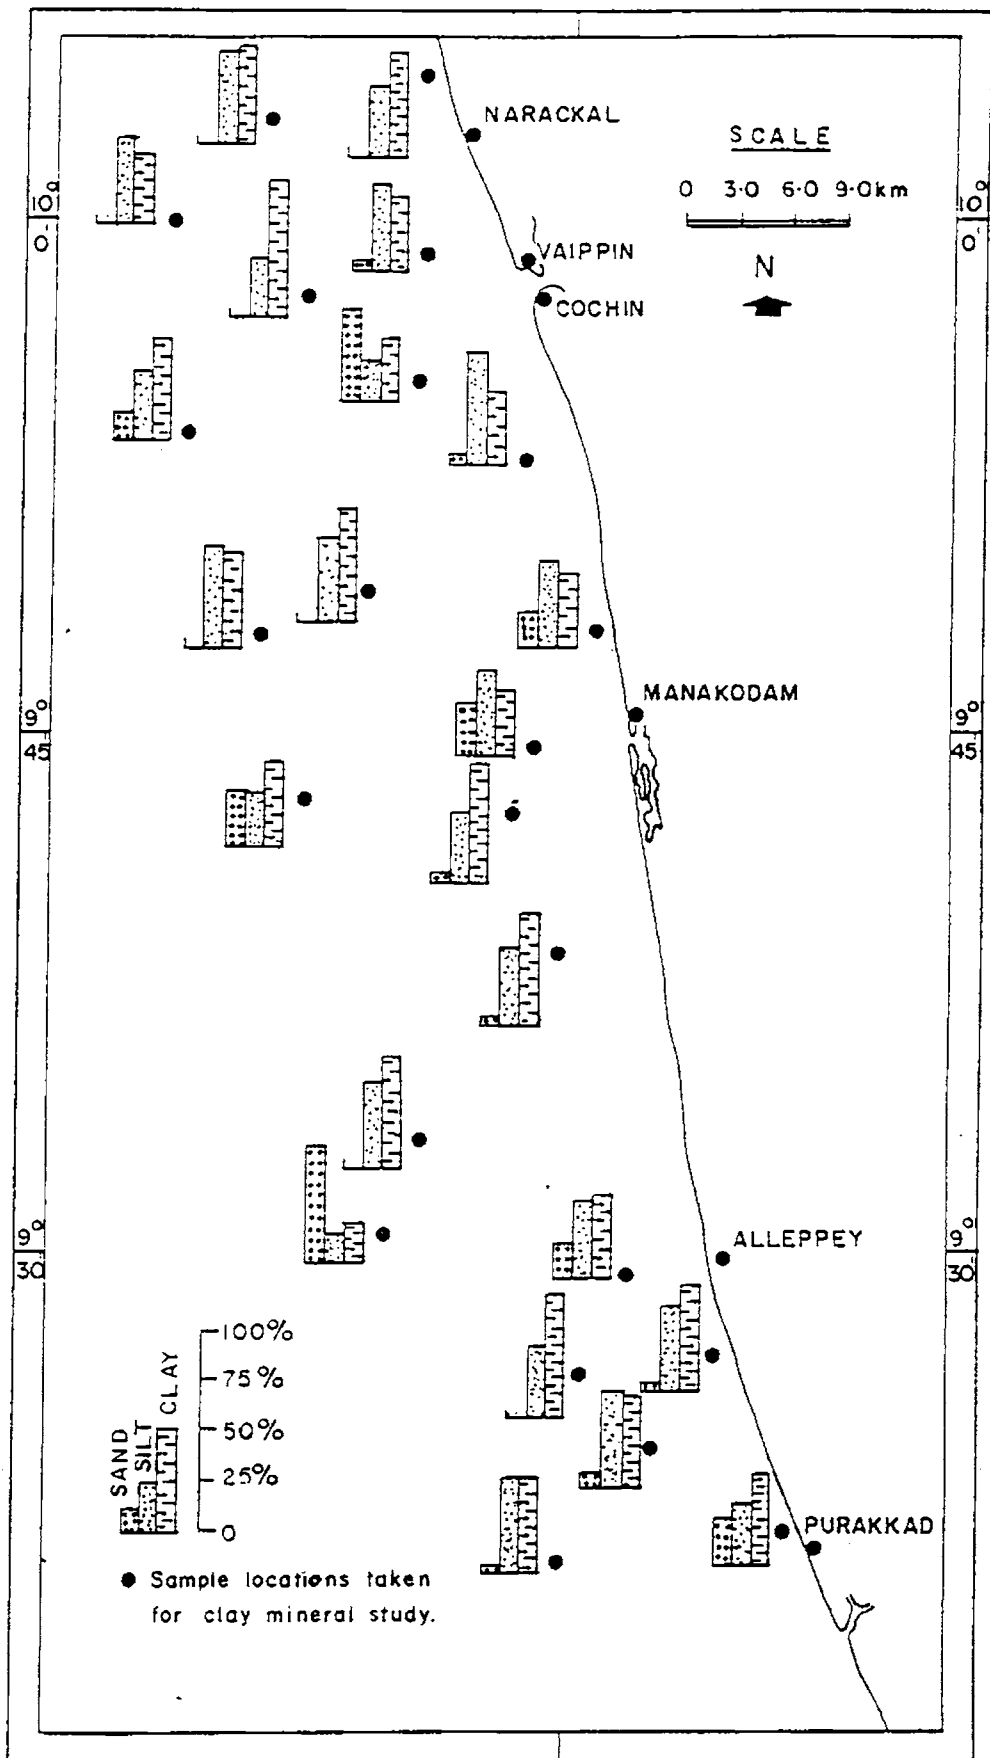 NARACKAL
SCALE
0 3·0 6·0 9·0km
10° 0'
10° 0'
VAIPPIN
N
COCHIN
MANAKODAM
9° 45'
9° 45'
ALLEPPEY
9° 30'
9° 30'
100%
75%
50%
25%
0
SAND
SILT
CLAY
PURAKKAD
Sample locations taken
for clay mineral study.